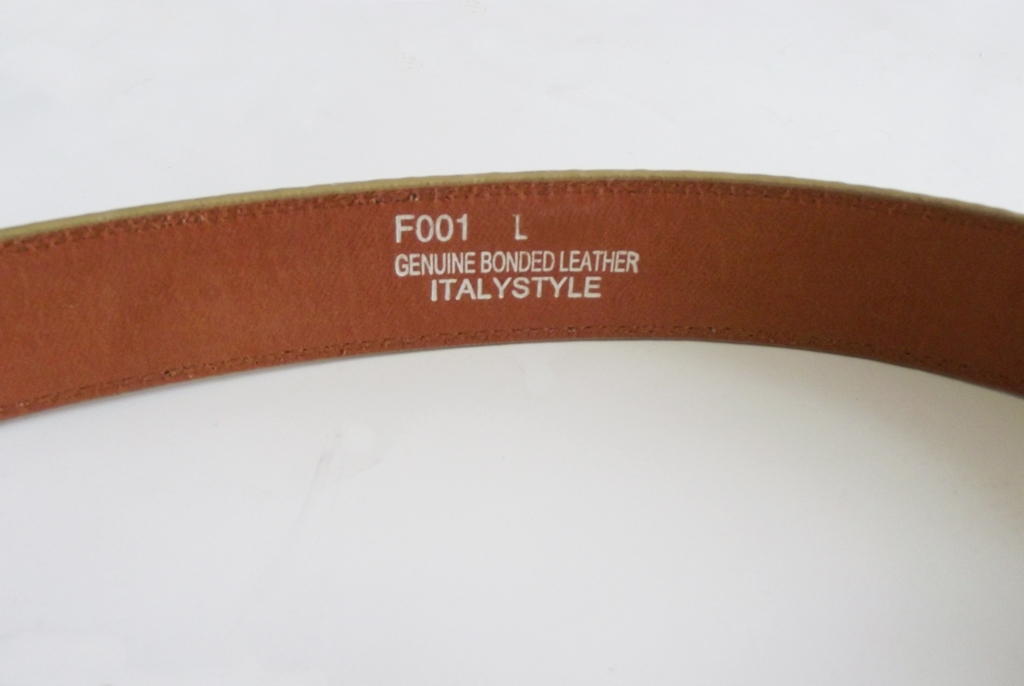 F001 L
GENUINE BONDED LEATHER
ITALYSTYLE